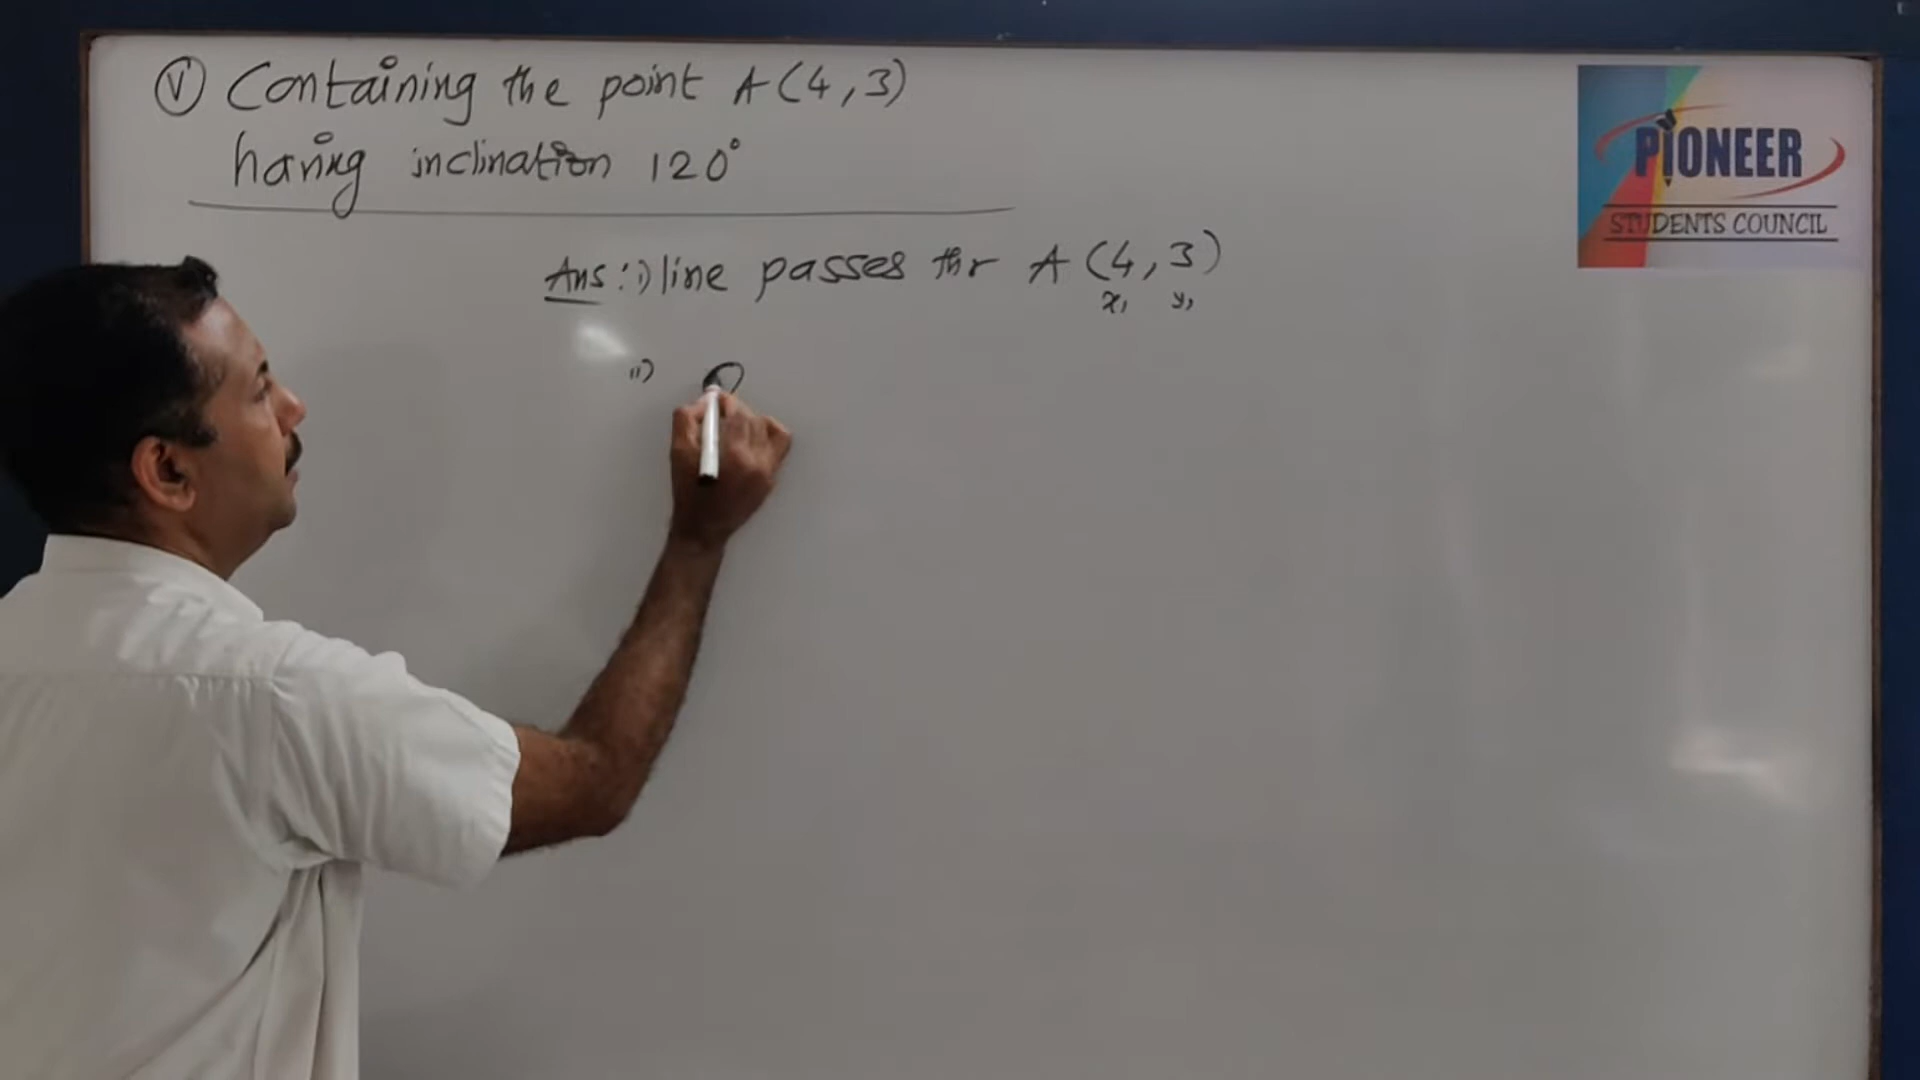 (V) Containing the point A(4,3)
having inclination 120°
PIONEER
STUDENTS COUNCIL
Ans: i) line passes thr A (4,3)
x₁ y₁
ii)